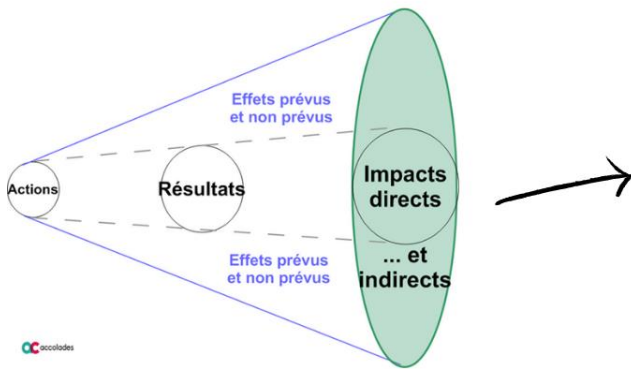 Effets prévus
et non prévus
Actions
Résultats
Impacts
directs
... et
indirects
Effets prévus
et non prévus
accolades